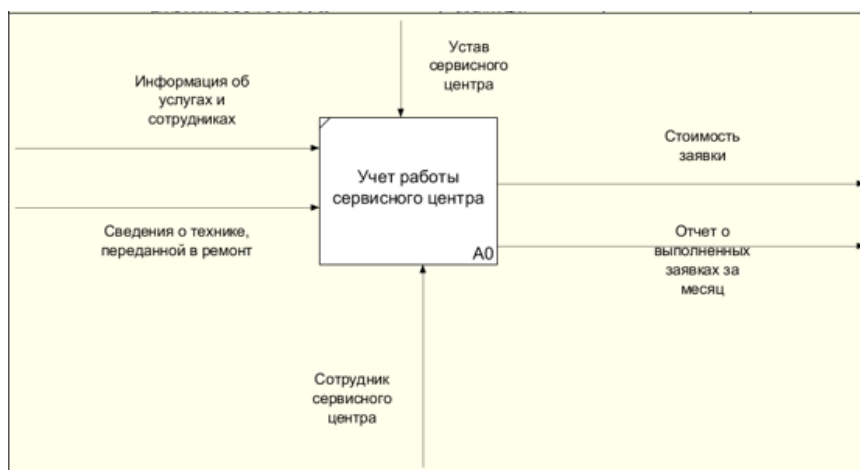 Устав
сервисного
центра
Информация об
услугах и
сотрудниках
Стоимость
заявки
Учет работы
сервисного центра
A0
Сведения о технике,
переданной в ремонт
Отчет о
выполненных
заявках за
месяц
Сотрудник
сервисного
центра